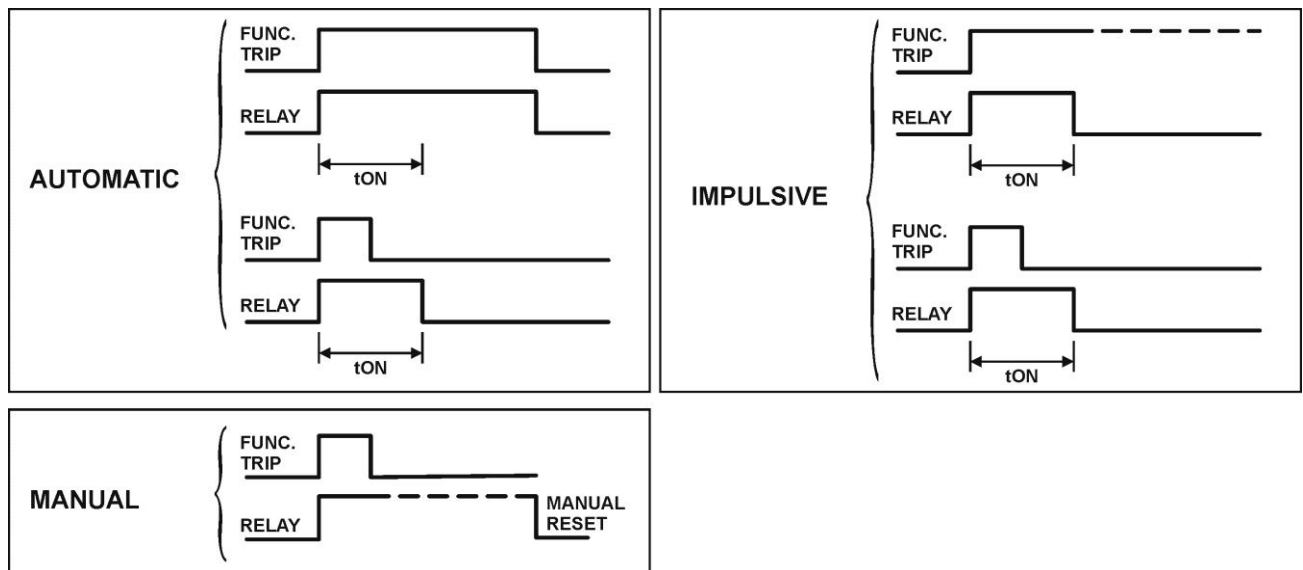 AUTOMATIC
FUNC.
TRIP
RELAY
tON
FUNC.
TRIP
RELAY
tON
IMPULSIVE
FUNC.
TRIP
RELAY
tON
FUNC.
TRIP
RELAY
tON
MANUAL
FUNC.
TRIP
RELAY
MANUAL
RESET